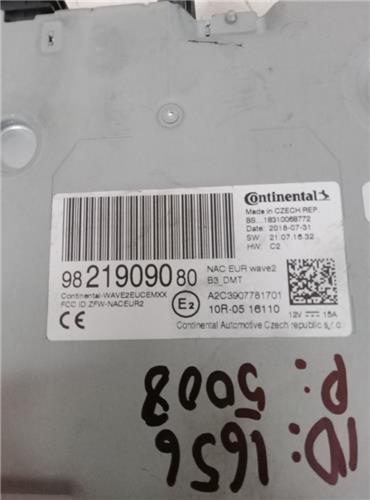 Continental
Made in CZECH REP.
BS...18310068772
Date: 2018-07-31
SW: 21.07.16.32
HW: C2
98 219090 80
NAC EUR wave2
B3_DMT
Continental-WAVE2EUCEMXX
FCC ID:ZFW-NACEUR2
CE
E2
A2C3907781701
10R-05 16110
12V 15A
Continental Automotive Czech republic s.r.o
ID: 1656
P: 5008